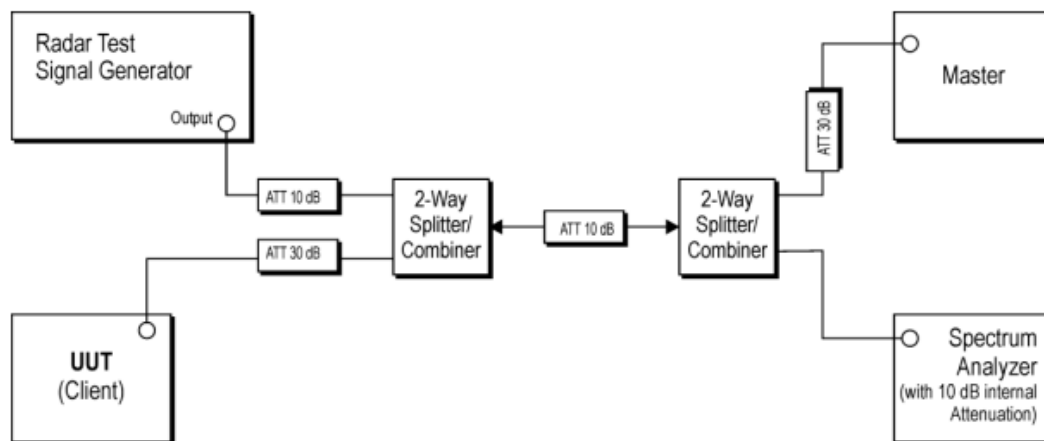 Radar Test
Signal Generator
Output
ATT 10 dB
ATT 30 dB
2-Way
Splitter/
Combiner
ATT 10 dB
2-Way
Splitter/
Combiner
ATT 30 dB
Master
UUT
(Client)
Spectrum
Analyzer
(with 10 dB internal
Attenuation)